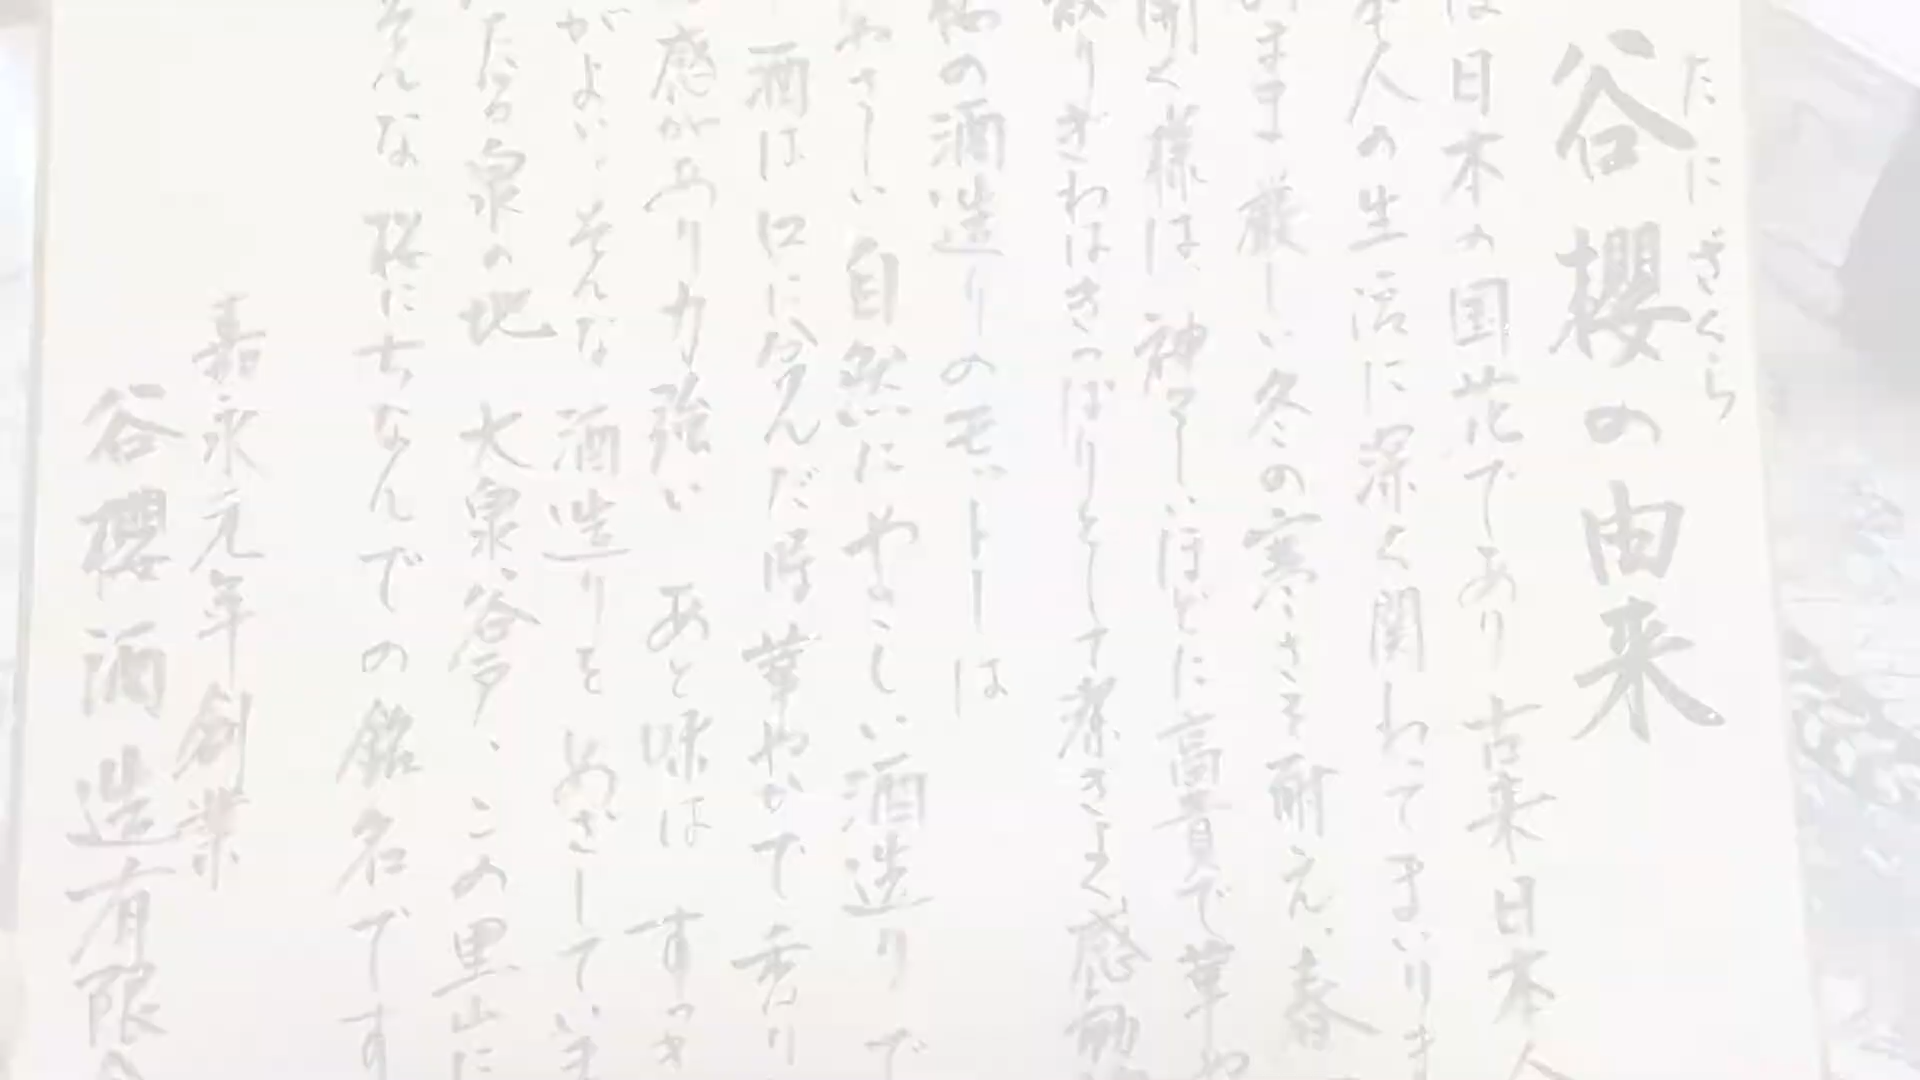 たにざくら
谷櫻の由来
は日本の国花であり古来日本人
本人の生活に深く関わってまいりま
のまま厳しい冬の寒さを耐え、春
開く様は、神々しいほどに高貴で華や
散りぎわはきっぱりとして潔きよく感動
の酒造りのモットーは
やさしい自然にやさしい酒造りで
酒は口にふくんだ時華やかで香り
感があり力強い あと味はすっき
がよい、そんな酒造りをめざしていま
たる泉の地 大泉、谷戸、この里山に
そんな桜にちなんでの銘名です
嘉永元年創業
谷櫻酒造有限会